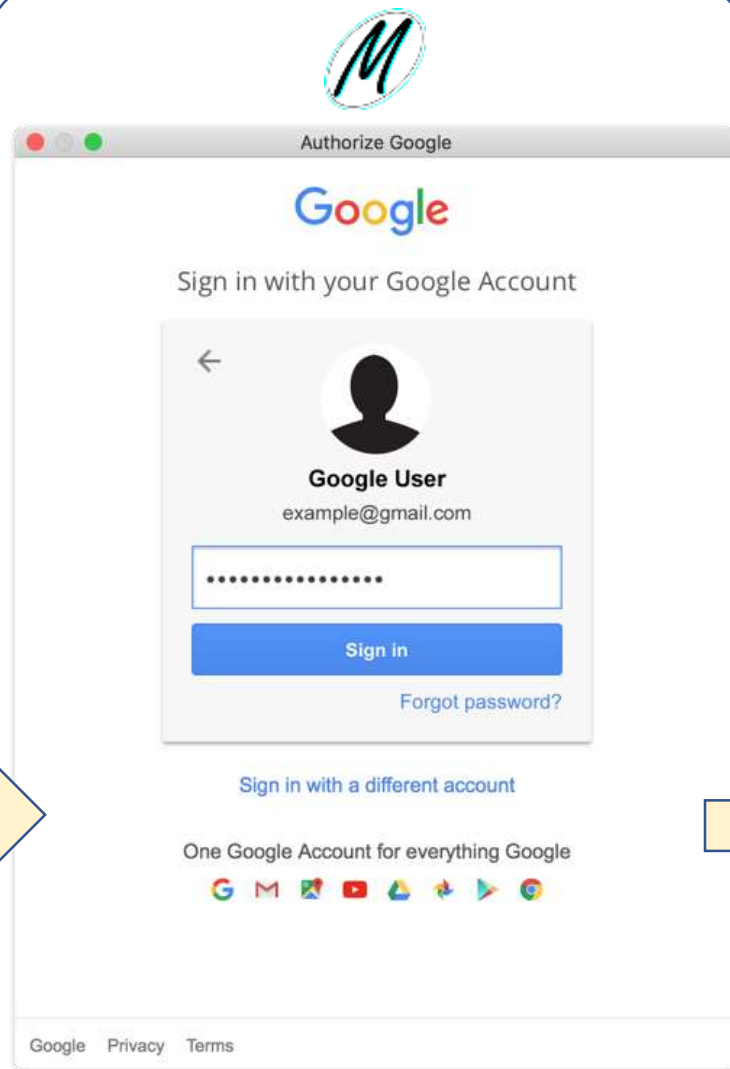 M
Authorize Google
Google
Sign in with your Google Account
Google User
example@gmail.com
••••••••••••••••
Sign in
Forgot password?
Sign in with a different account
One Google Account for everything Google
Google Privacy Terms